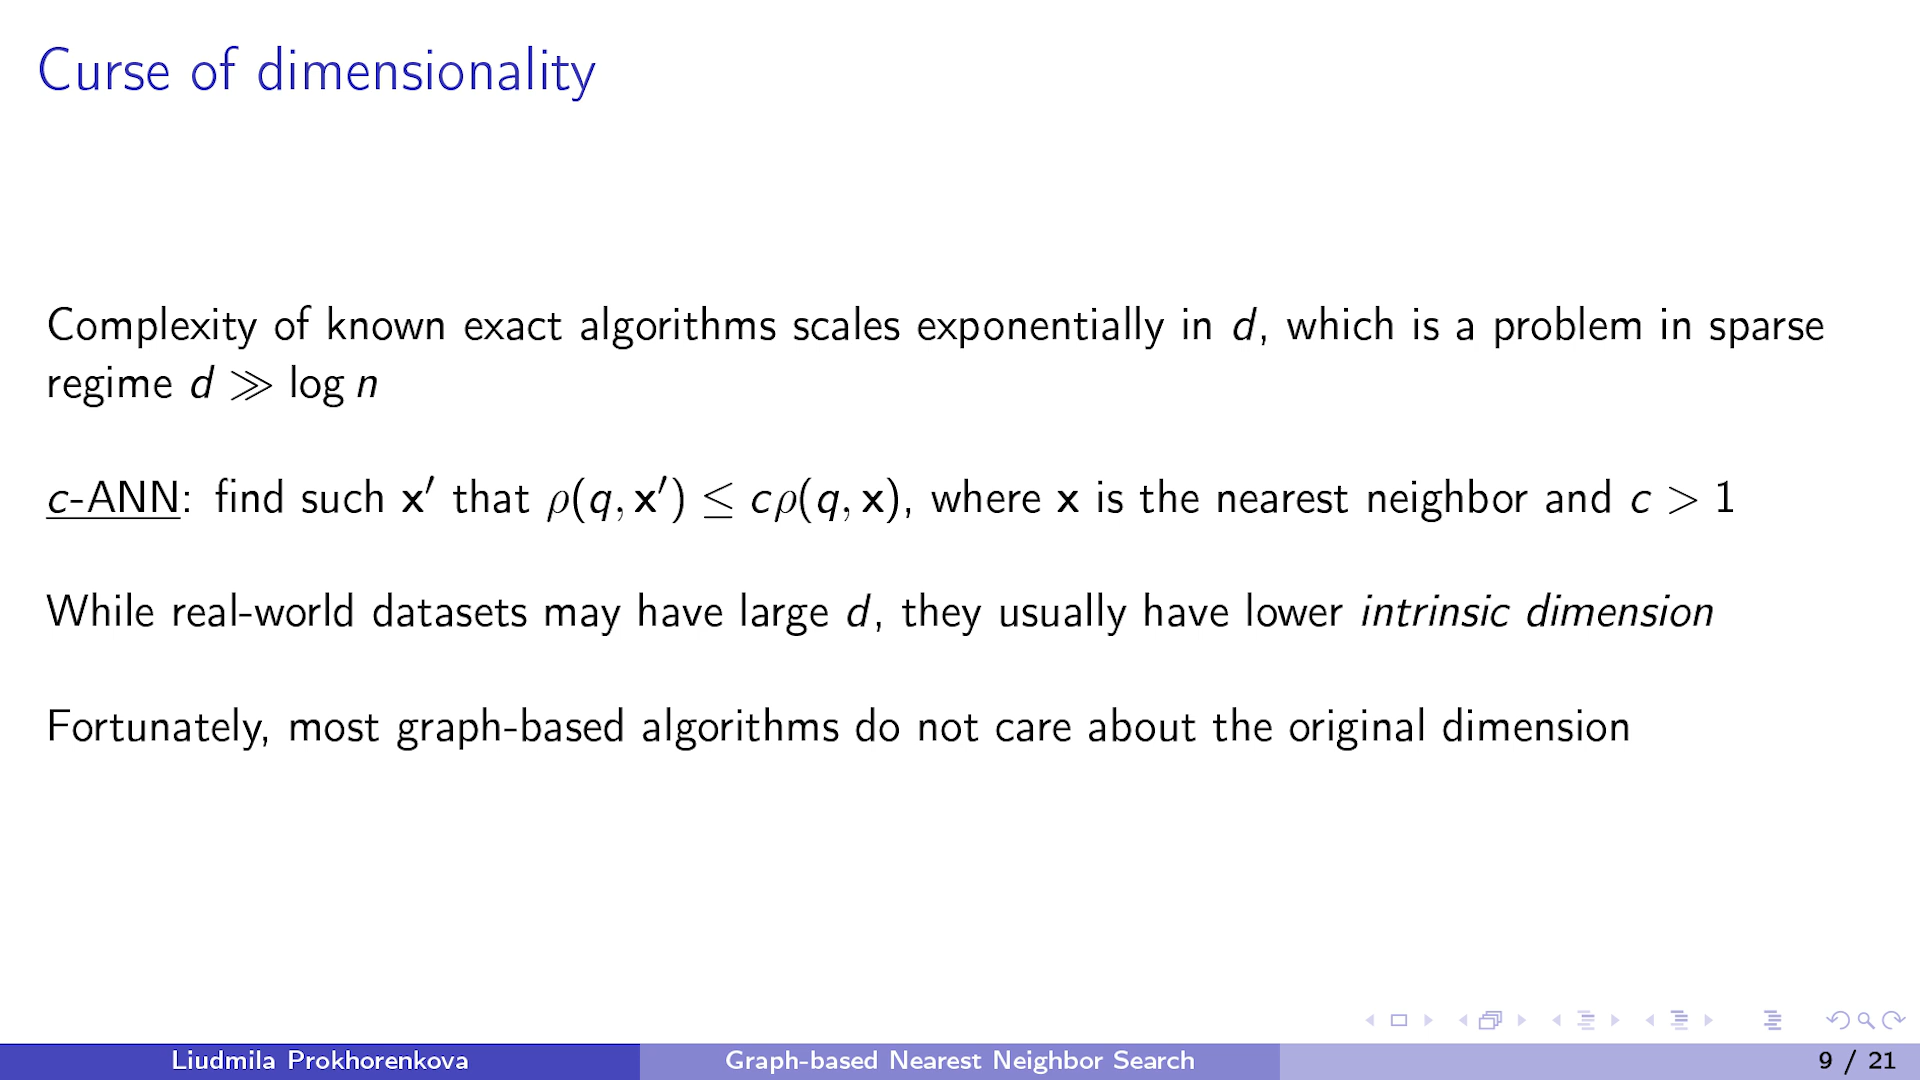 Curse of dimensionality
Complexity of known exact algorithms scales exponentially in d, which is a problem in sparse
regime d ≫ log n
c-ANN: find such x′ that ρ(q, x′) ≤ cρ(q, x), where x is the nearest neighbor and c > 1
While real-world datasets may have large d, they usually have lower intrinsic dimension
Fortunately, most graph-based algorithms do not care about the original dimension
Liudmila Prokhorenkova
Graph-based Nearest Neighbor Search
9 / 21